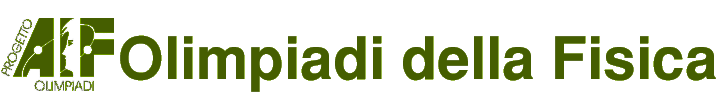 PROGETTO
AIF
OLIMPIADI
Olimpiadi della Fisica